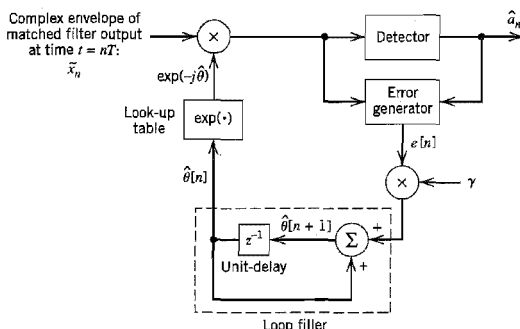 Complex envelope of
matched filter output
at time t = nT:
x̃ₙ
×
exp(-jθ̂)
Look-up
table
exp(·)
θ̂[n]
Detector
âₙ
Error
generator
e[n]
×
γ
θ̂[n + 1]
z⁻¹
Σ
+
+
Unit-delay
Loop filler